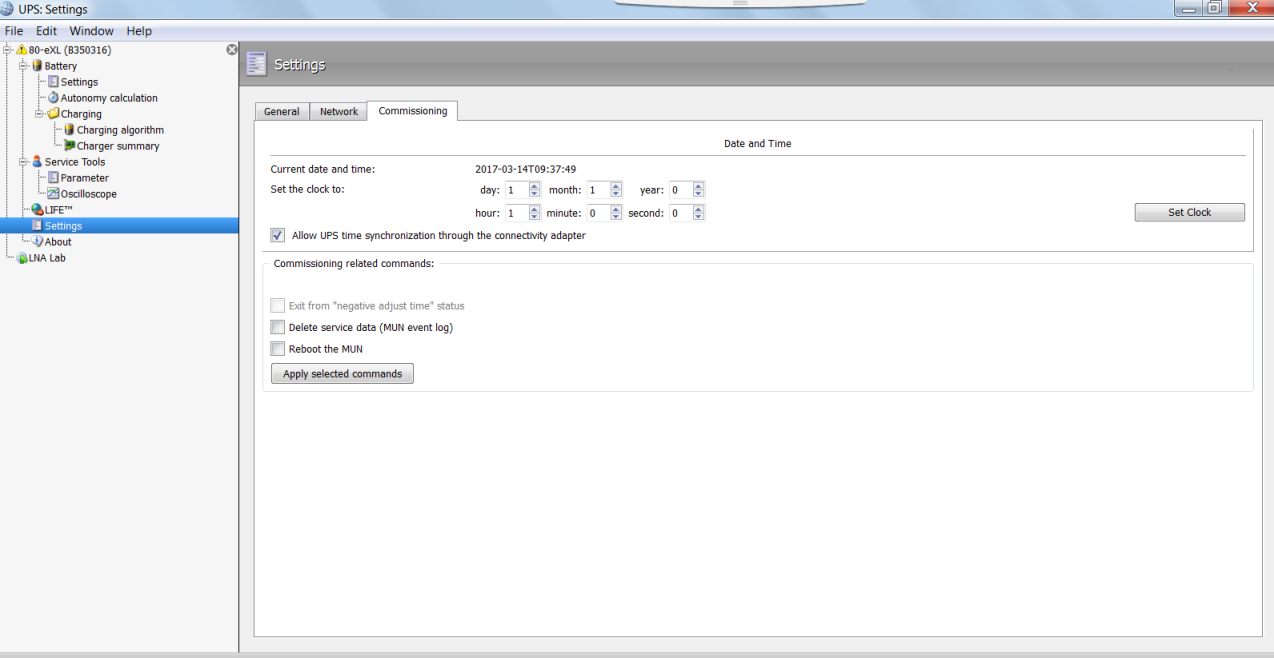 UPS: Settings
File Edit Window Help
80-eXL (B350316)
Battery
Settings
Autonomy calculation
Charging
Charging algorithm
Charger summary
Service Tools
Parameter
Oscilloscope
LIFE™
Settings
About
LNA Lab
Settings
General Network Commissioning
Date and Time
Current date and time: 2017-03-14T09:37:49
Set the clock to: day: 1 month: 1 year: 0
hour: 1 minute: 0 second: 0 Set Clock
Allow UPS time synchronization through the connectivity adapter
Commissioning related commands:
Exit from "negative adjust time" status
Delete service data (MUN event log)
Reboot the MUN
Apply selected commands